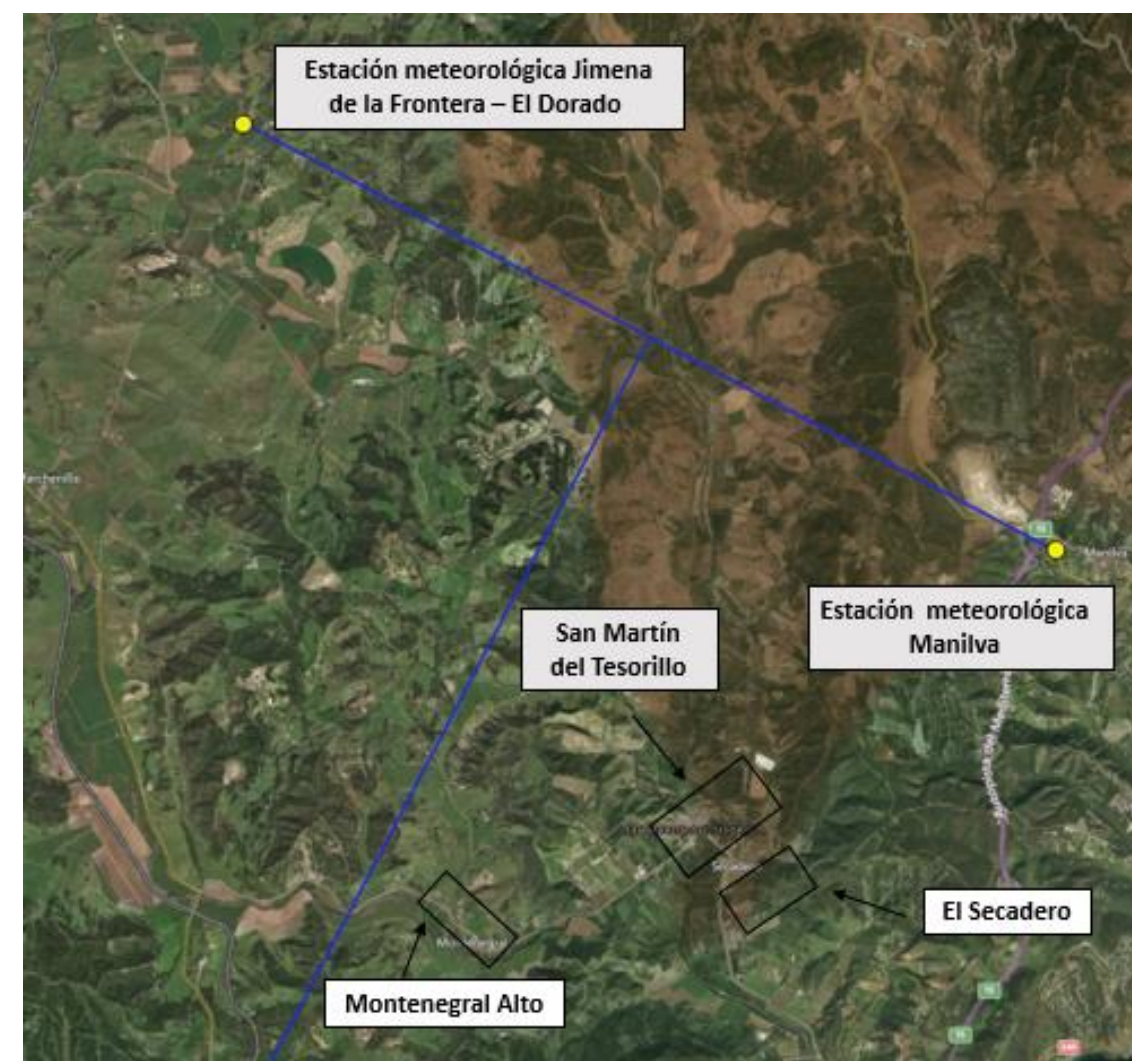 Estación meteorológica Jimena
de la Frontera – El Dorado
Estación meteorológica
Manilva
Manilva
San Martín
del Tesorillo
El Secadero
Montenegral Alto